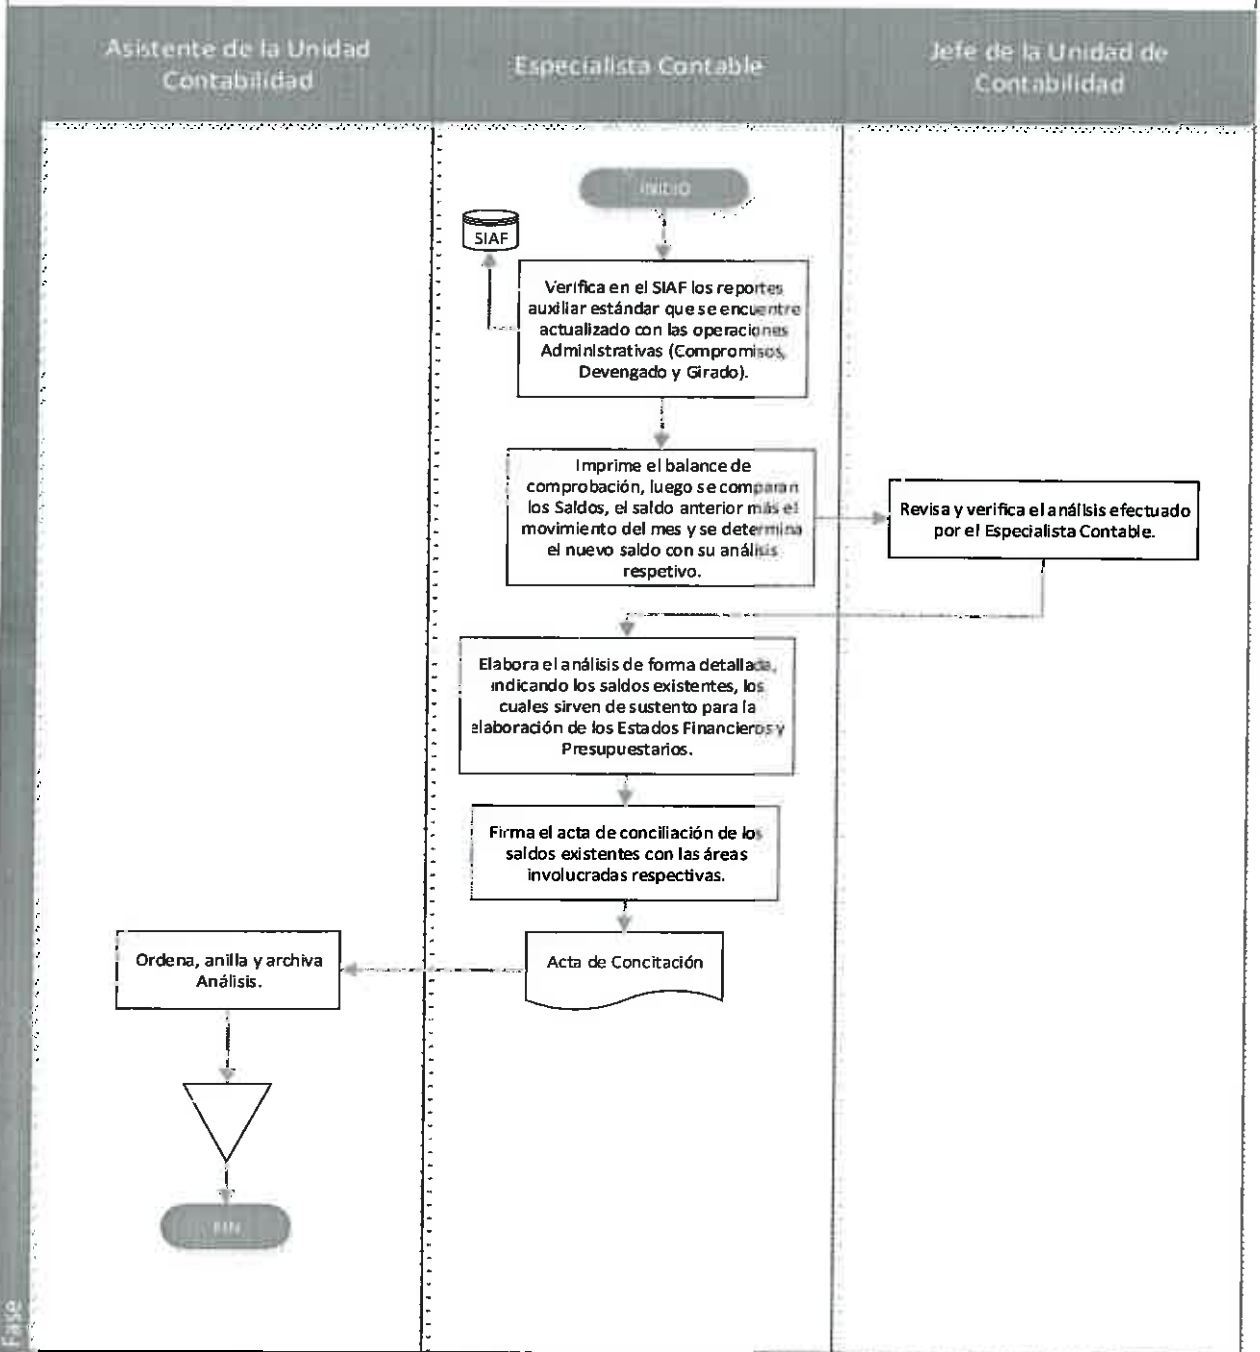 Asistente de la Unidad
Contabilidad
Especialista Contable
Jefe de la Unidad de
Contabilidad
INICIO
SIAF
Verifica en el SIAF los reportes
auxiliar estándar que se encuentre
actualizado con las operaciones
Administrativas (Compromisos,
Devengado y Girado).
Imprime el balance de
comprobación, luego se comparan
los Saldos, el saldo anterior más el
movimiento del mes y se determina
el nuevo saldo con su análisis
respetivo.
Revisa y verifica el análisis efectuado
por el Especialista Contable.
Elabora el análisis de forma detallada,
indicando los saldos existentes, los
cuales sirven de sustento para la
elaboración de los Estados Financieros y
Presupuestarios.
Firma el acta de conciliación de los
saldos existentes con las áreas
involucradas respectivas.
Acta de Concitación
Ordena, anilla y archiva
Análisis.
FIN
Fase